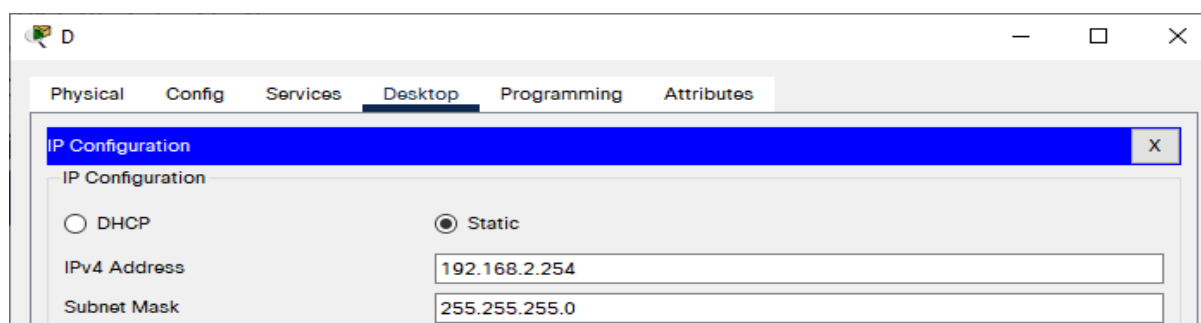 D
Physical Config Services Desktop Programming Attributes
IP Configuration X
IP Configuration
DHCP Static
IPv4 Address 192.168.2.254
Subnet Mask 255.255.255.0